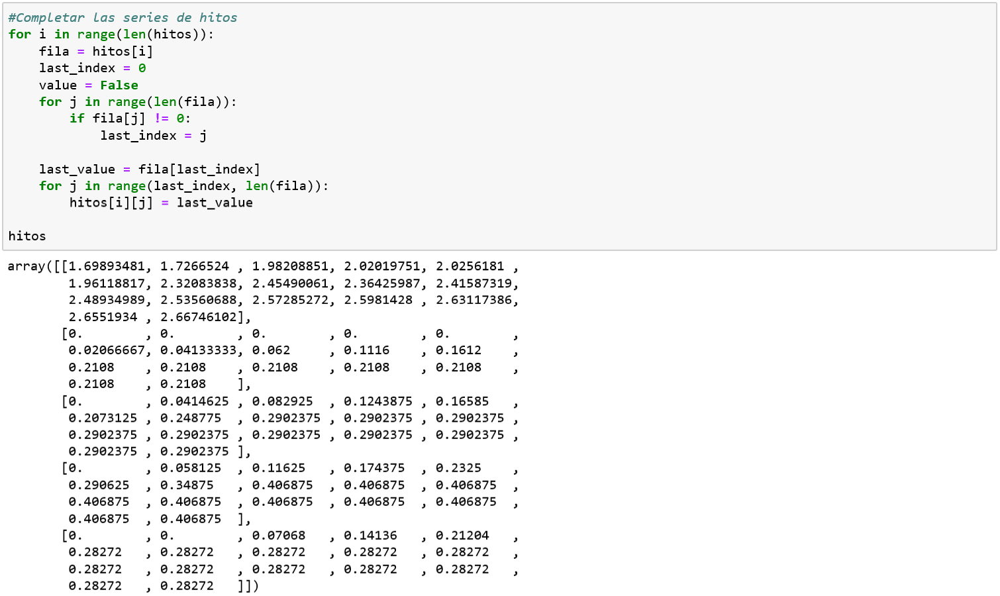 #Completar las series de hitos
for i in range(len(hitos)):
    fila = hitos[i]
    last_index = 0
    value = False
    for j in range(len(fila)):
        if fila[j] != 0:
            last_index = j

    last_value = fila[last_index]
    for j in range(last_index, len(fila)):
        hitos[i][j] = last_value

hitos
array([[1.69893481, 1.7266524 , 1.98208851, 2.02019751, 2.0256181 ,
        1.96118817, 2.32083838, 2.45490061, 2.36425987, 2.41587319,
        2.48934989, 2.53560688, 2.57285272, 2.5981428 , 2.63117386,
        2.6551934 , 2.66746102],
       [0.        , 0.        , 0.        , 0.        , 0.        ,
        0.02066667, 0.04133333, 0.062     , 0.1116    , 0.1612    ,
        0.2108    , 0.2108    , 0.2108    , 0.2108    , 0.2108    ,
        0.2108    , 0.2108    ],
       [0.        , 0.0414625 , 0.082925  , 0.1243875 , 0.16585   ,
        0.2073125 , 0.248775  , 0.2902375 , 0.2902375 , 0.2902375 ,
        0.2902375 , 0.2902375 , 0.2902375 , 0.2902375 , 0.2902375 ,
        0.2902375 , 0.2902375 ],
       [0.        , 0.058125  , 0.11625   , 0.174375  , 0.2325    ,
        0.290625  , 0.34875   , 0.406875  , 0.406875  , 0.406875  ,
        0.406875  , 0.406875  , 0.406875  , 0.406875  , 0.406875  ,
        0.406875  , 0.406875  ],
       [0.        , 0.        , 0.07068   , 0.14136   , 0.21204   ,
        0.28272   , 0.28272   , 0.28272   , 0.28272   , 0.28272   ,
        0.28272   , 0.28272   , 0.28272   , 0.28272   , 0.28272   ,
        0.28272   , 0.28272   ]])